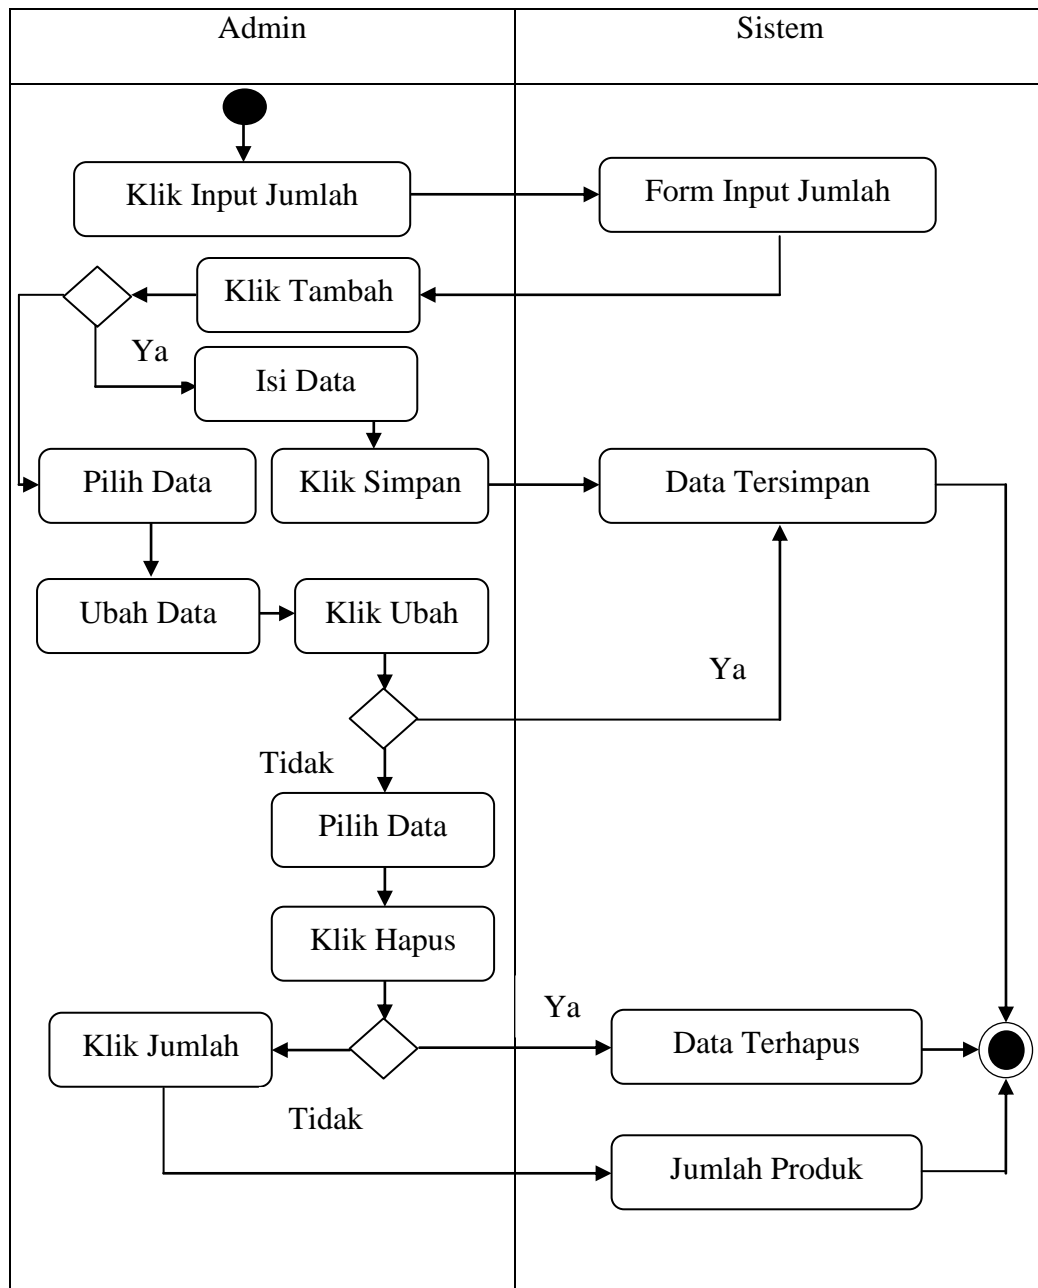 Admin
Sistem
Klik Input Jumlah
Form Input Jumlah
Klik Tambah
Ya
Isi Data
Pilih Data
Klik Simpan
Data Tersimpan
Ubah Data
Klik Ubah
Ya
Tidak
Pilih Data
Klik Hapus
Ya
Klik Jumlah
Data Terhapus
Tidak
Jumlah Produk